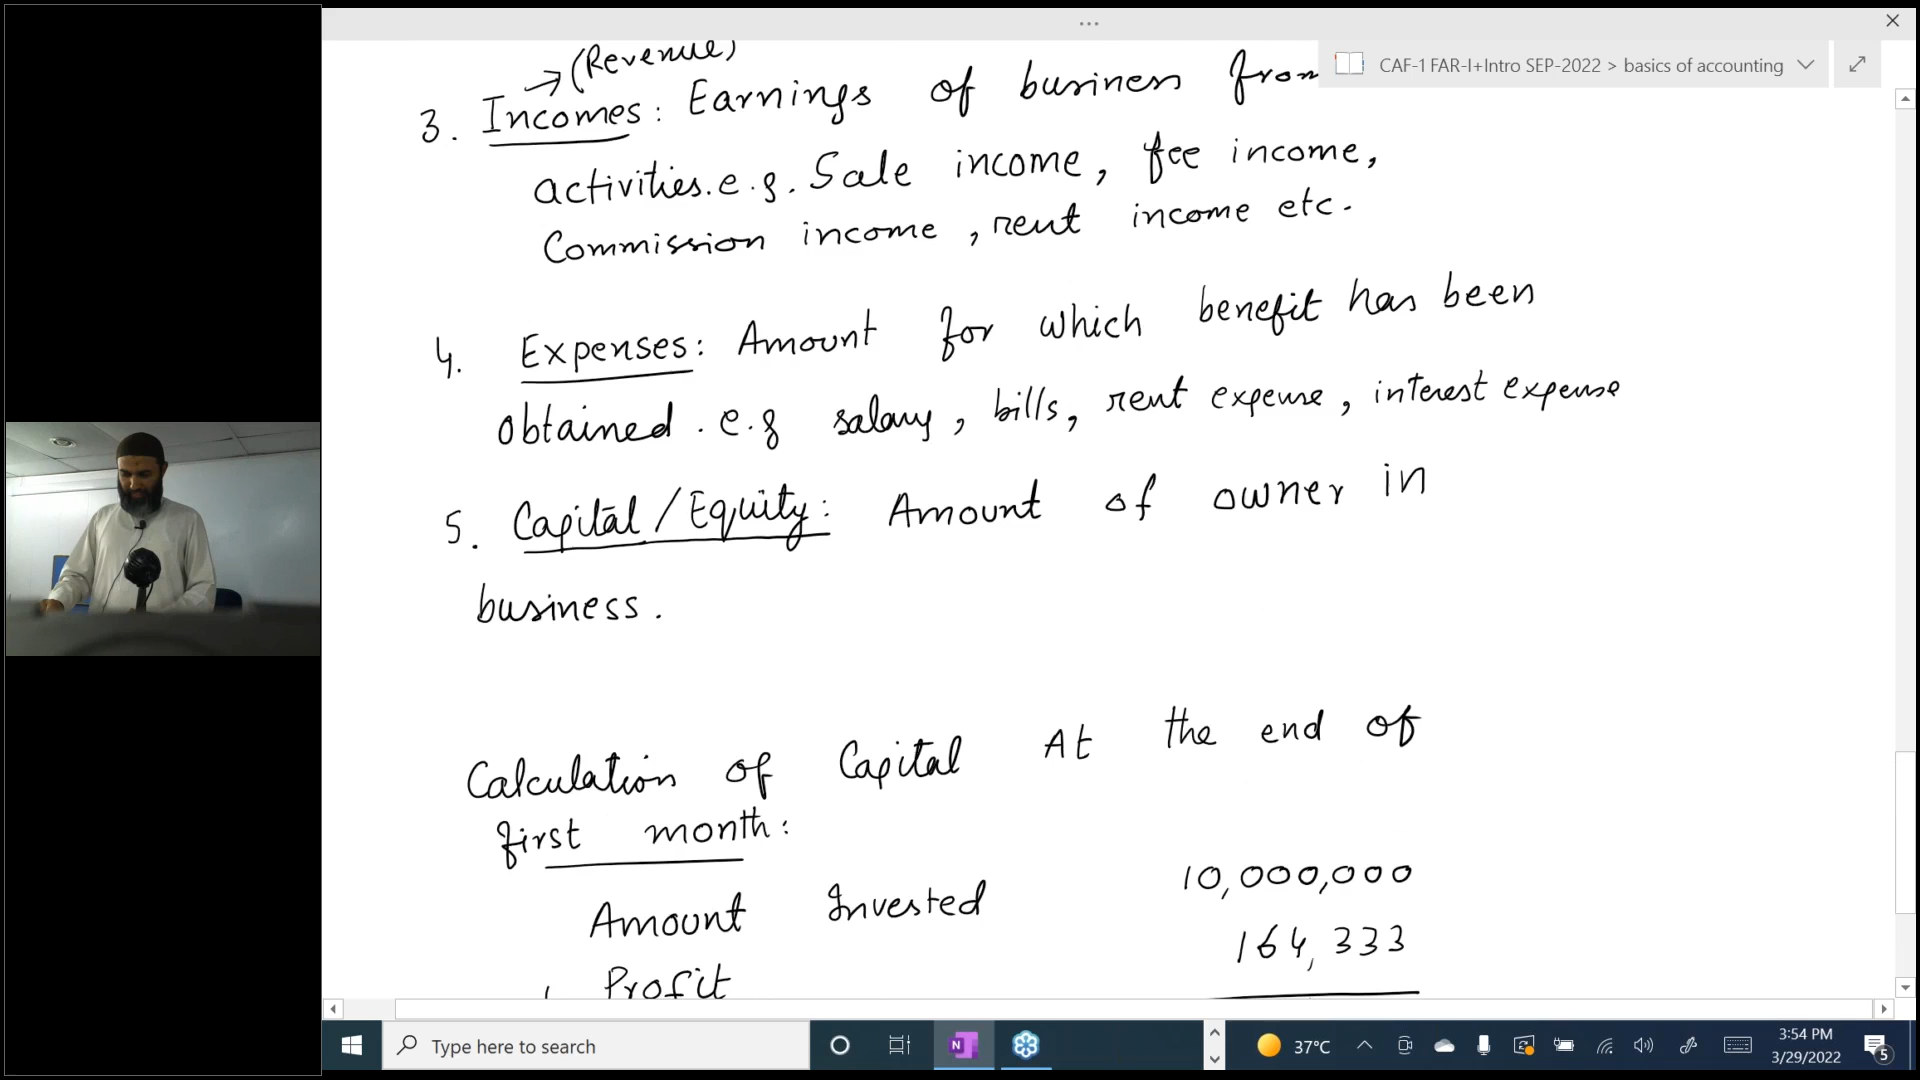 CAF-1 FAR-I+Intro SEP-2022 > basics of accounting
→ (Revenue)
3. Incomes: Earnings of business from
activities. e.g. Sale income, fee income,
Commission income, rent income etc.
4. Expenses: Amount for which benefit has been
obtained. e.g salary, bills, rent expense, interest expense
5. Capital/Equity: Amount of owner in
business.
Calculation of Capital At the end of
first month:
Amount Invested 10,000,000
Profit 164,333
Type here to search
N
37°C
3:54 PM
3/29/2022
5